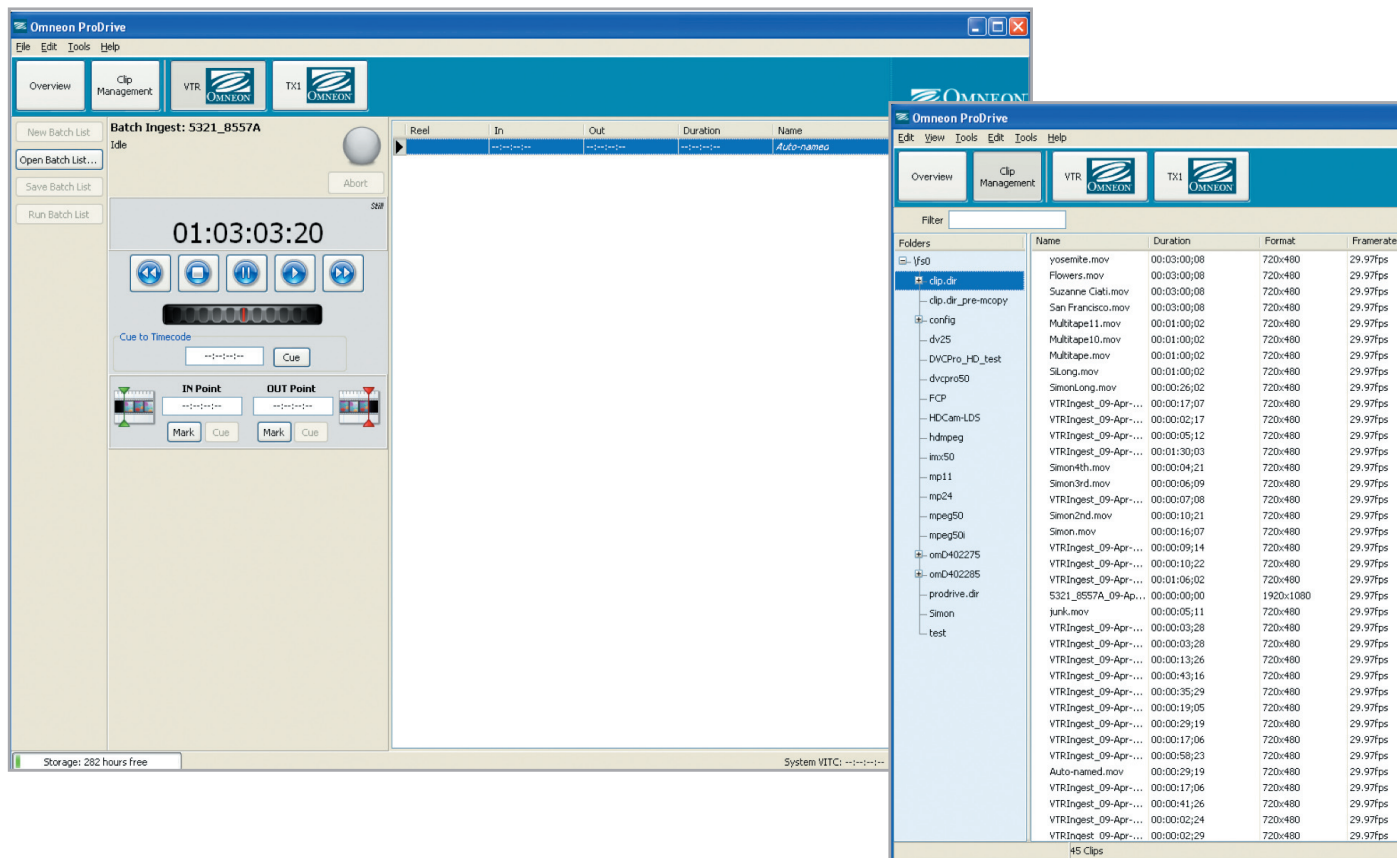 Omneon ProDrive
File Edit Tools Help
Overview
Clip Management
VTR OMNEON
TX1 OMNEON
OMNEON
New Batch List
Open Batch List...
Save Batch List
Run Batch List
Batch Ingest: 5321_8557A
Idle
Abort
Still
01:03:03:20
Cue to Timecode
--:--:--:-- Cue
IN Point OUT Point
--:--:--:-- --:--:--:--
Mark Cue Mark Cue
Reel In Out Duration Name
--:--:--:-- --:--:--:-- --:--:--:-- Auto-named
Storage: 282 hours free
System VITC: --:--:--:--
Omneon ProDrive
Edit View Tools Edit Tools Help
Overview
Clip Management
VTR OMNEON
TX1 OMNEON
Filter
Folders
\fs0
clip.dir
clip.dir_pre-mcopy
config
dv25
DVCPro_HD_test
dvcpro50
FCP
HDCam-LDS
hdmpeg
imx50
mp11
mp24
mpeg50
mpeg50i
omD402275
omD402285
prodrive.dir
Simon
test
Name Duration Format Framerate
yosemite.mov 00:03:00;08 720x480 29.97fps
Flowers.mov 00:03:00;08 720x480 29.97fps
Suzanne Ciati.mov 00:03:00;08 720x480 29.97fps
San Francisco.mov 00:03:00;08 720x480 29.97fps
Multitape11.mov 00:01:00;02 720x480 29.97fps
Multitape10.mov 00:01:00;02 720x480 29.97fps
Multitape.mov 00:01:00;02 720x480 29.97fps
SiLong.mov 00:01:00;02 720x480 29.97fps
SimonLong.mov 00:00:26;02 720x480 29.97fps
VTRIngest_09-Apr-... 00:00:17;07 720x480 29.97fps
VTRIngest_09-Apr-... 00:00:02;17 720x480 29.97fps
VTRIngest_09-Apr-... 00:00:05;12 720x480 29.97fps
VTRIngest_09-Apr-... 00:01:30;03 720x480 29.97fps
Simon4th.mov 00:00:04;21 720x480 29.97fps
Simon3rd.mov 00:00:06;09 720x480 29.97fps
VTRIngest_09-Apr-... 00:00:07;08 720x480 29.97fps
Simon2nd.mov 00:00:10;21 720x480 29.97fps
Simon.mov 00:00:16;07 720x480 29.97fps
VTRIngest_09-Apr-... 00:00:09;14 720x480 29.97fps
VTRIngest_09-Apr-... 00:00:10;22 720x480 29.97fps
VTRIngest_09-Apr-... 00:01:06;02 720x480 29.97fps
5321_8557A_09-Ap... 00:00:00;00 1920x1080 29.97fps
junk.mov 00:00:05;11 720x480 29.97fps
VTRIngest_09-Apr-... 00:00:03;28 720x480 29.97fps
VTRIngest_09-Apr-... 00:00:03;28 720x480 29.97fps
VTRIngest_09-Apr-... 00:00:13;26 720x480 29.97fps
VTRIngest_09-Apr-... 00:00:43;16 720x480 29.97fps
VTRIngest_09-Apr-... 00:00:35;29 720x480 29.97fps
VTRIngest_09-Apr-... 00:00:19;05 720x480 29.97fps
VTRIngest_09-Apr-... 00:00:29;19 720x480 29.97fps
VTRIngest_09-Apr-... 00:00:17;06 720x480 29.97fps
VTRIngest_09-Apr-... 00:00:58;23 720x480 29.97fps
Auto-named.mov 00:00:29;19 720x480 29.97fps
VTRIngest_09-Apr-... 00:00:17;06 720x480 29.97fps
VTRIngest_09-Apr-... 00:00:41;26 720x480 29.97fps
VTRIngest_09-Apr-... 00:00:02;24 720x480 29.97fps
VTRIngest_09-Apr-... 00:00:02;29 720x480 29.97fps
45 Clips